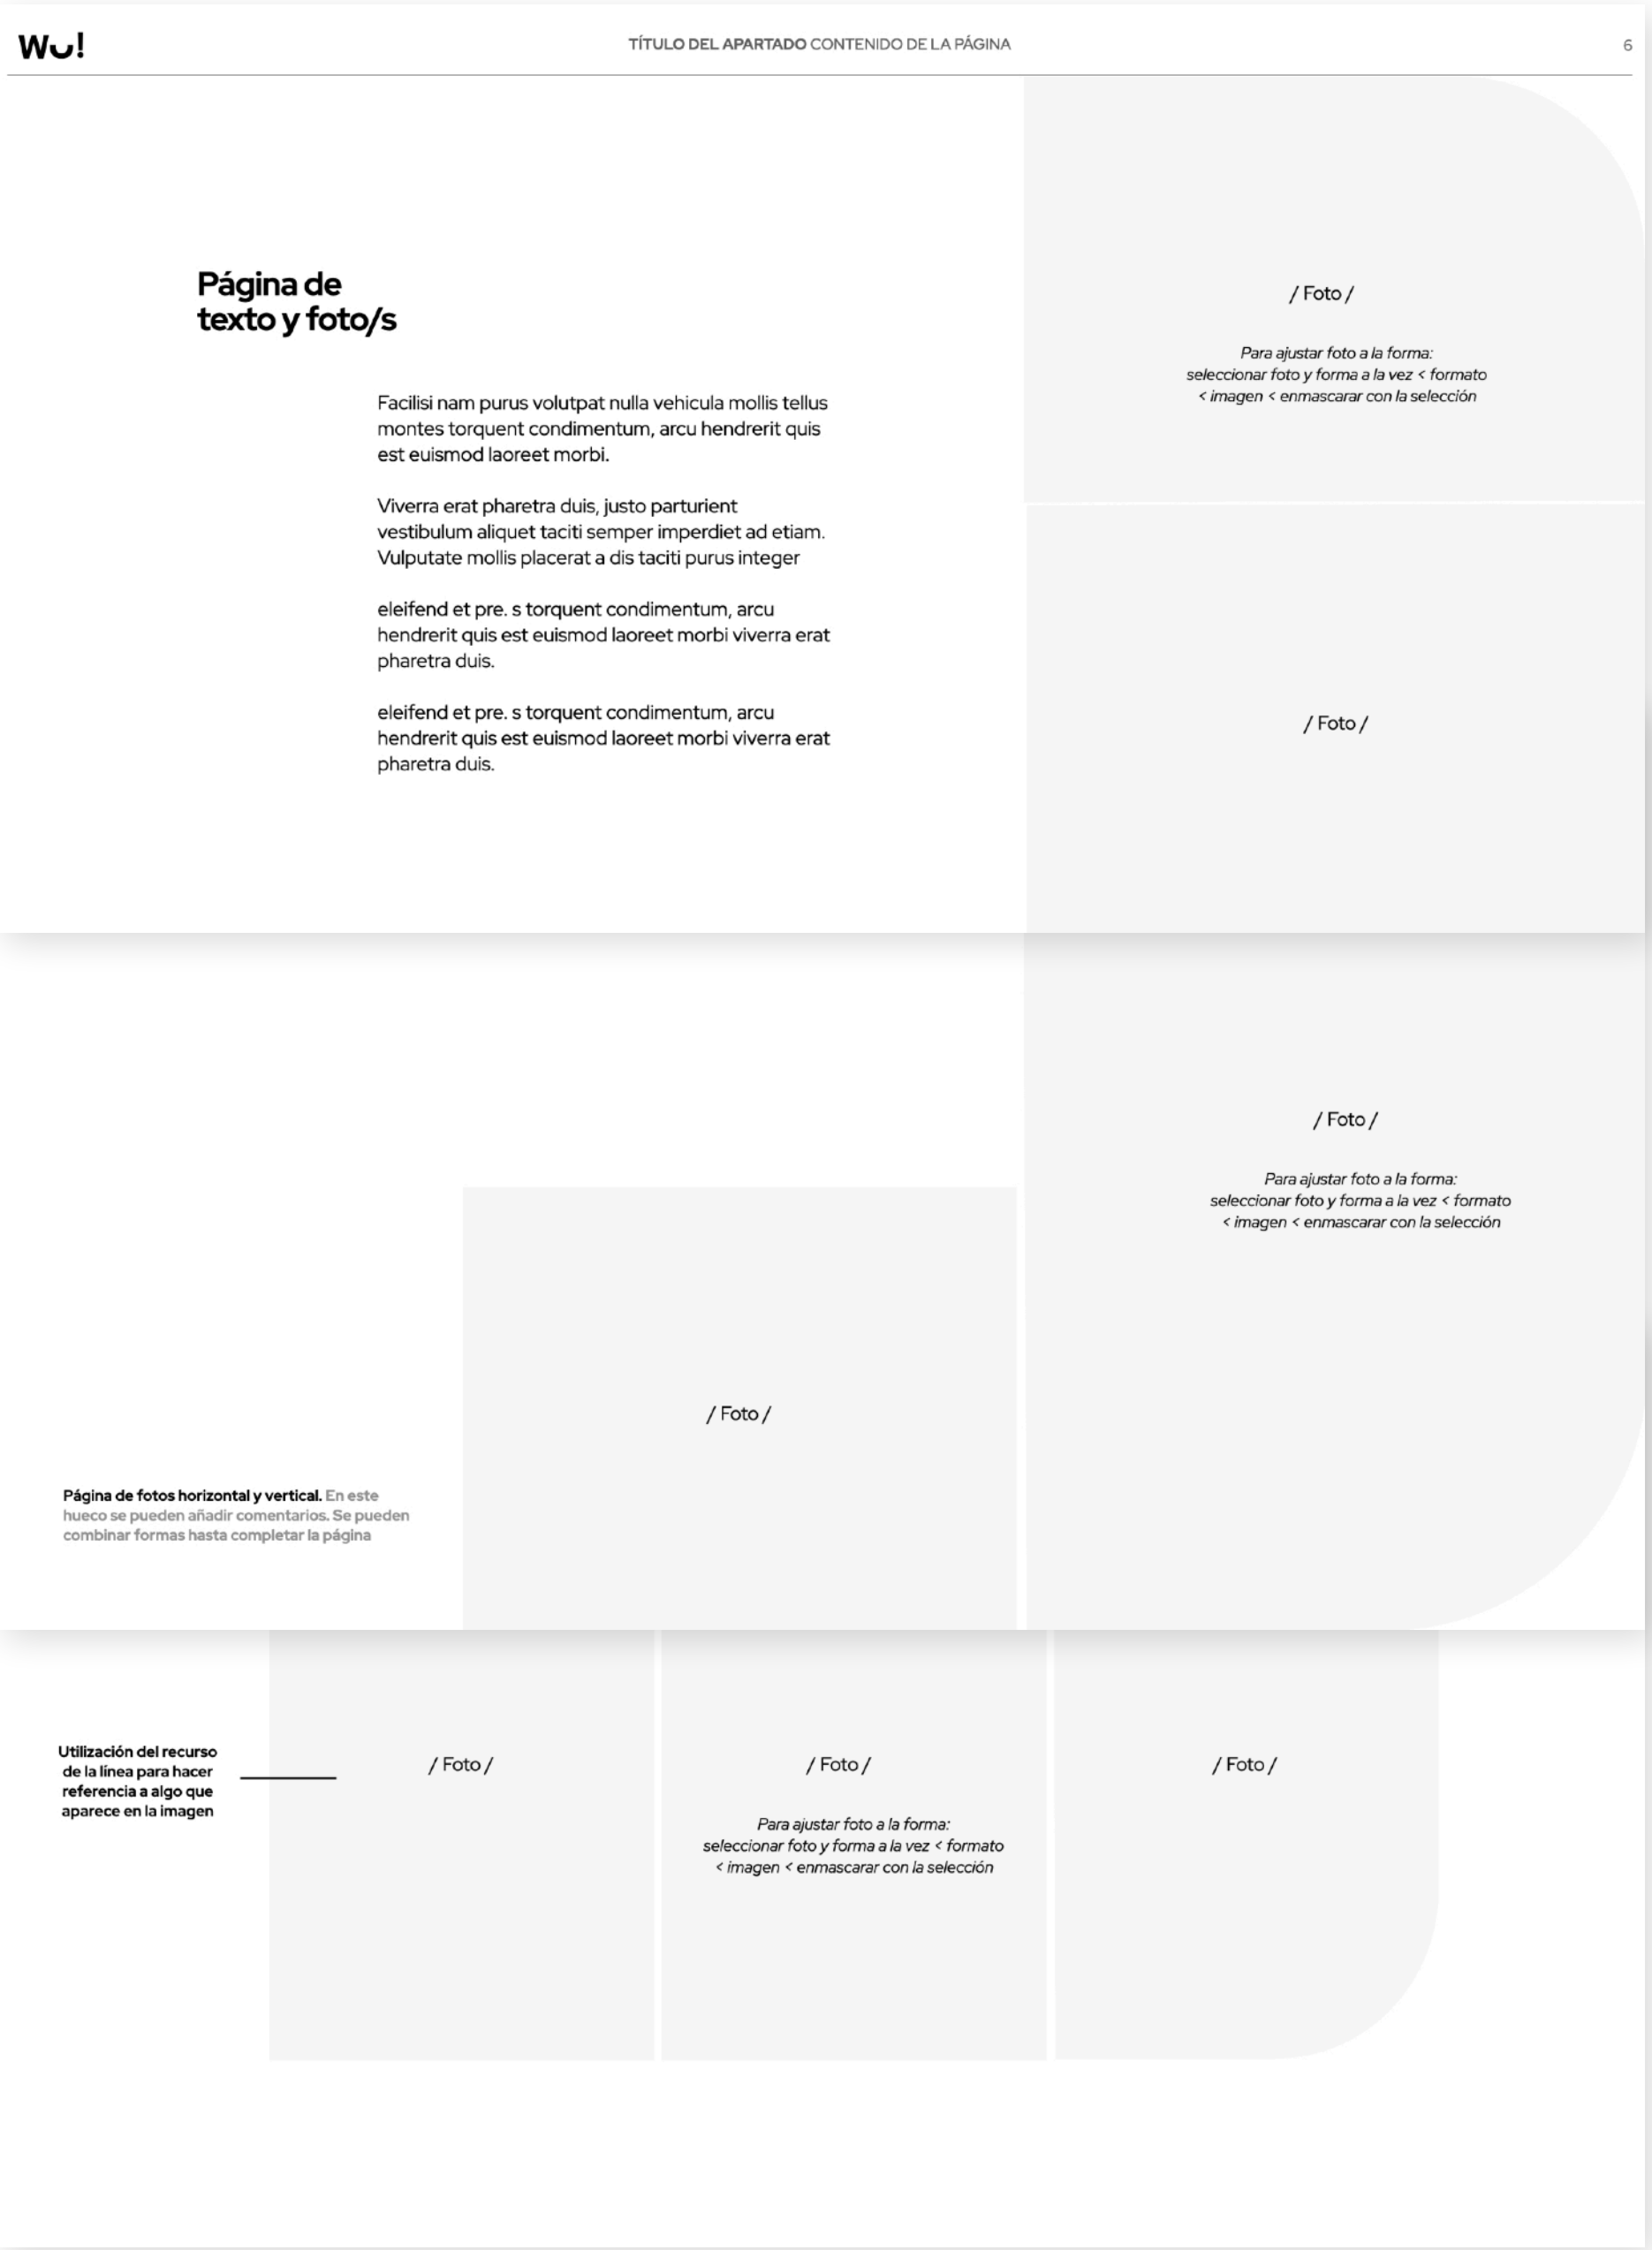 Wu!
TÍTULO DEL APARTADO CONTENIDO DE LA PÁGINA
6
Página de
texto y foto/s
Facilisi nam purus volutpat nulla vehicula mollis tellus
montes torquent condimentum, arcu hendrerit quis
est euismod laoreet morbi.
Viverra erat pharetra duis, justo parturient
vestibulum aliquet taciti semper imperdiet ad etiam.
Vulputate mollis placerat a dis taciti purus integer
eleifend et pre. s torquent condimentum, arcu
hendrerit quis est euismod laoreet morbi viverra erat
pharetra duis.
eleifend et pre. s torquent condimentum, arcu
hendrerit quis est euismod laoreet morbi viverra erat
pharetra duis.
/ Foto /
Para ajustar foto a la forma:
seleccionar foto y forma a la vez < formato
< imagen < enmascarar con la selección
/ Foto /
/ Foto /
Para ajustar foto a la forma:
seleccionar foto y forma a la vez < formato
< imagen < enmascarar con la selección
/ Foto /
Página de fotos horizontal y vertical. En este
hueco se pueden añadir comentarios. Se pueden
combinar formas hasta completar la página
Utilización del recurso
de la línea para hacer
referencia a algo que
aparece en la imagen
/ Foto /
/ Foto /
Para ajustar foto a la forma:
seleccionar foto y forma a la vez < formato
< imagen < enmascarar con la selección
/ Foto /